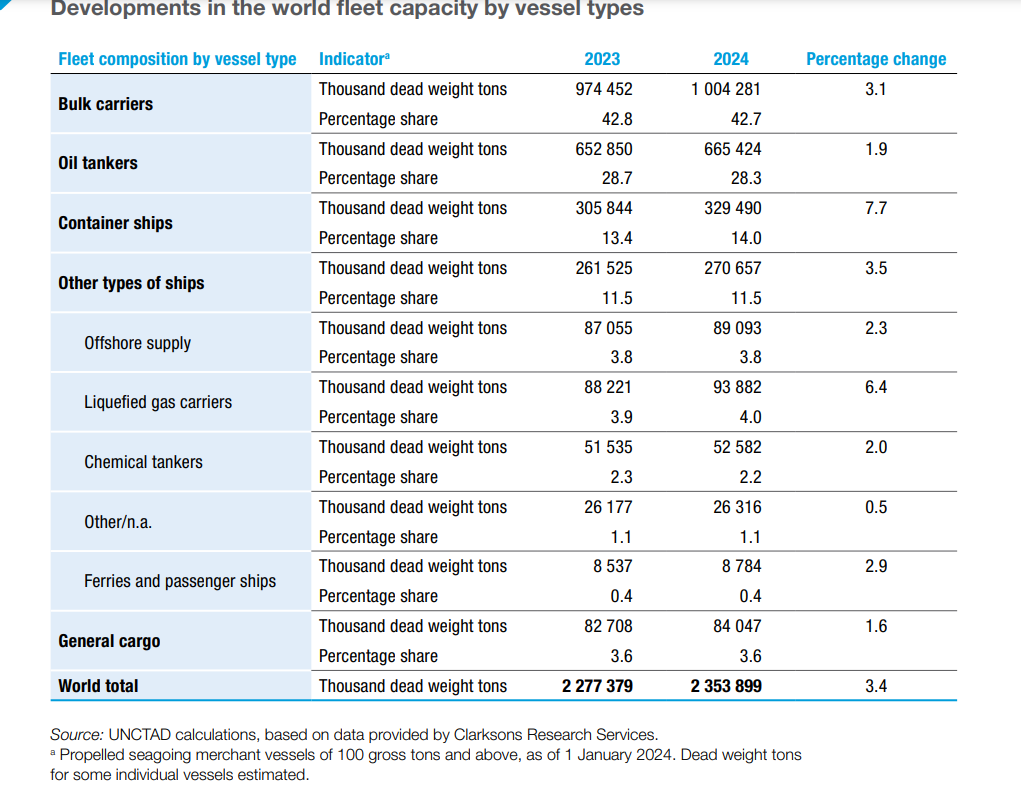 Developments in the world fleet capacity by vessel types
Fleet composition by vessel type Indicatorᵃ 2023 2024 Percentage change
Bulk carriers
Thousand dead weight tons 974 452 1 004 281 3.1
Percentage share 42.8 42.7
Oil tankers
Thousand dead weight tons 652 850 665 424 1.9
Percentage share 28.7 28.3
Container ships
Thousand dead weight tons 305 844 329 490 7.7
Percentage share 13.4 14.0
Other types of ships
Thousand dead weight tons 261 525 270 657 3.5
Percentage share 11.5 11.5
Offshore supply
Thousand dead weight tons 87 055 89 093 2.3
Percentage share 3.8 3.8
Liquefied gas carriers
Thousand dead weight tons 88 221 93 882 6.4
Percentage share 3.9 4.0
Chemical tankers
Thousand dead weight tons 51 535 52 582 2.0
Percentage share 2.3 2.2
Other/n.a.
Thousand dead weight tons 26 177 26 316 0.5
Percentage share 1.1 1.1
Ferries and passenger ships
Thousand dead weight tons 8 537 8 784 2.9
Percentage share 0.4 0.4
General cargo
Thousand dead weight tons 82 708 84 047 1.6
Percentage share 3.6 3.6
World total Thousand dead weight tons 2 277 379 2 353 899 3.4
Source: UNCTAD calculations, based on data provided by Clarksons Research Services.
ᵃ Propelled seagoing merchant vessels of 100 gross tons and above, as of 1 January 2024. Dead weight tons
for some individual vessels estimated.